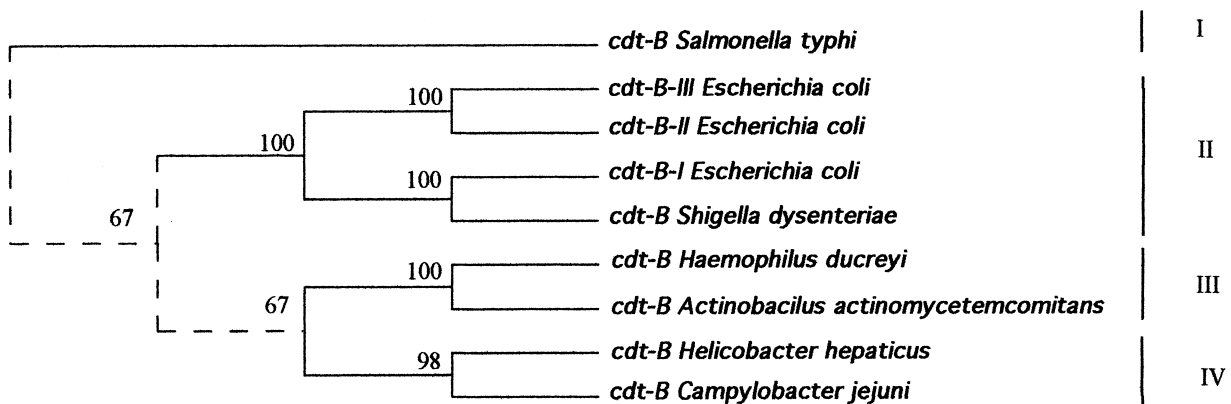 cdt-B Salmonella typhi
I
cdt-B-III Escherichia coli
100
cdt-B-II Escherichia coli
100
II
cdt-B-I Escherichia coli
100
cdt-B Shigella dysenteriae
67
cdt-B Haemophilus ducreyi
100
III
67
cdt-B Actinobacilus actinomycetemcomitans
cdt-B Helicobacter hepaticus
98
IV
cdt-B Campylobacter jejuni